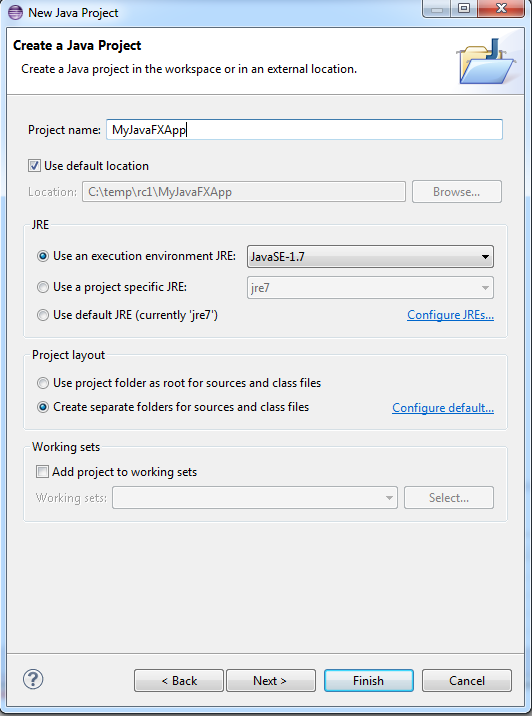 New Java Project
Create a Java Project
Create a Java project in the workspace or in an external location.
Project name: MyJavaFXApp
Use default location
Location: C:\temp\rc1\MyJavaFXApp Browse...
JRE
Use an execution environment JRE: JavaSE-1.7
Use a project specific JRE: jre7
Use default JRE (currently 'jre7') Configure JREs...
Project layout
Use project folder as root for sources and class files
Create separate folders for sources and class files Configure default...
Working sets
Add project to working sets
Working sets: Select...
? < Back Next > Finish Cancel